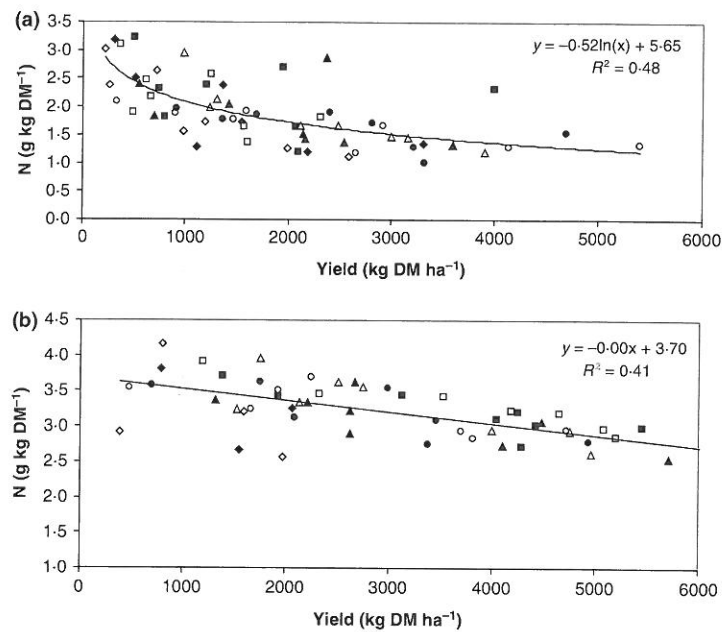 (a)
3·5
3·0
2·5
2·0
1·5
1·0
0·5
0·0
N (g kg DM⁻¹)
y = −0·52ln(x) + 5·65
R² = 0·48
0 1000 2000 3000 4000 5000 6000
Yield (kg DM ha⁻¹)
(b)
4·5
4·0
3·5
3·0
2·5
2·0
1·5
1·0
N (g kg DM⁻¹)
y = −0·00x + 3·70
R² = 0·41
0 1000 2000 3000 4000 5000 6000
Yield (kg DM ha⁻¹)